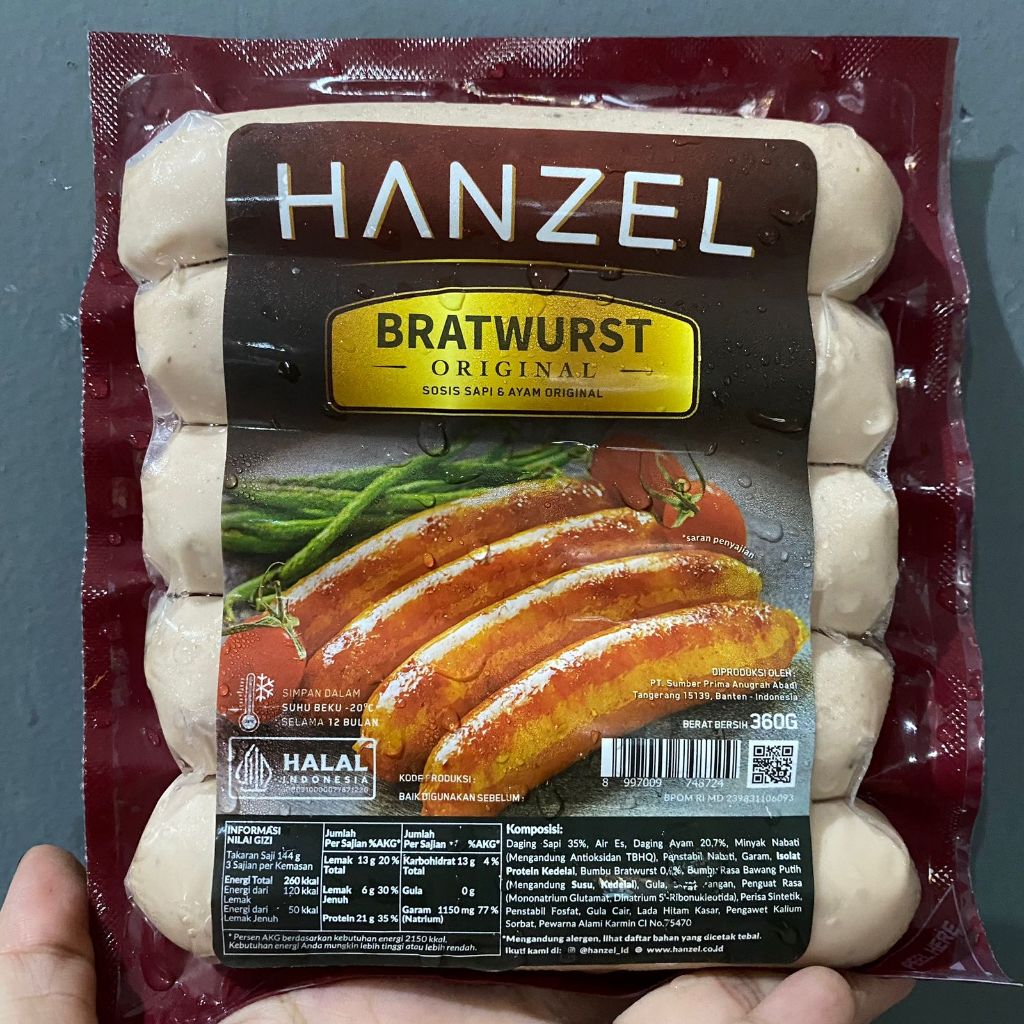 HANZEL
BRATWURST
ORIGINAL
SOSIS SAPI & AYAM ORIGINAL
*saran penyajian
SIMPAN DALAM
SUHU BEKU -20°C
SELAMA 12 BULAN
DIPRODUKSI OLEH:
PT. Sumber Prima Anugrah Abadi
Tangerang 15139, Banten - Indonesia
BERAT BERSIH 360G
HALAL
INDONESIA
KODE PRODUKSI :
BAIK DIGUNAKAN SEBELUM :
8 997009 746724
BPOM RI MD 239831106093
INFORMASI
NILAI GIZI
Takaran Saji 144 g
3 Sajian per Kemasan
Energi Total 260 kkal
Energi dari 120 kkal
Lemak
Energi dari 50 kkal
Lemak Jenuh
Jumlah
Per Sajian %AKG*
Lemak 13 g 20 %
Total
Lemak 6 g 30 %
Jenuh
Protein 21 g 35 %
Jumlah
Per Sajian %AKG*
Karbohidrat 13 g 4 %
Total
Gula 0 g
Garam 1150 mg 77 %
(Natrium)
* Persen AKG berdasarkan kebutuhan energi 2150 kkal.
Kebutuhan energi Anda mungkin lebih tinggi atau lebih rendah.
Komposisi:
Daging Sapi 35%, Air Es, Daging Ayam 20,7%, Minyak Nabati
(Mengandung Antioksidan TBHQ), Penstabil Nabati, Garam, Isolat
Protein Kedelai, Bumbu Bratwurst Bumbu Rasa Bawang Putih
(Mengandung Susu, Kedelai), Gula, Penguat Rasa
(Mononatrium Glutamat, Dinatrium 5'-Ribonukleotida), Perisa Sintetik,
Penstabil Fosfat, Gula Cair, Lada Hitam Kasar, Pengawet Kalium
Sorbat, Pewarna Alami Karmin CI No.75470
*Mengandung alergen, lihat daftar bahan yang dicetak tebal.
Ikuti kami di: @hanzel_id www.hanzel.co.id
PEEL HERE